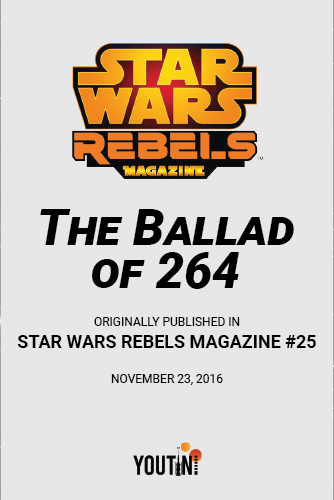 STAR
WARS
REBELS
MAGAZINE
™
THE BALLAD
OF 264
ORIGINALLY PUBLISHED IN
STAR WARS REBELS MAGAZINE #25
NOVEMBER 23, 2016
YOUTINI